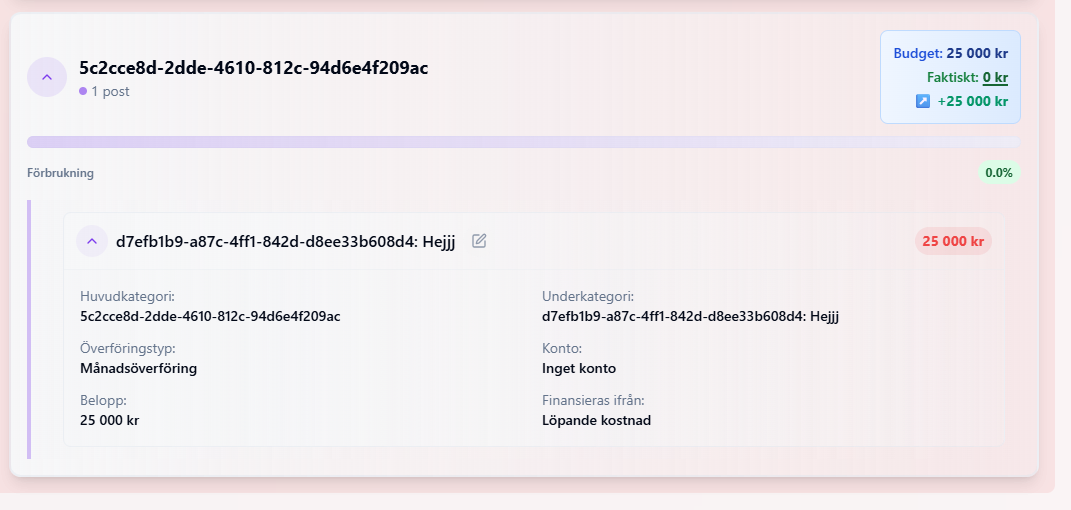 5c2cce8d-2dde-4610-812c-94d6e4f209ac
1 post
Budget: 25 000 kr
Faktiskt: 0 kr
+25 000 kr
Förbrukning
0.0%
d7efb1b9-a87c-4ff1-842d-d8ee33b608d4: Hejjj
25 000 kr
Huvudkategori:
5c2cce8d-2dde-4610-812c-94d6e4f209ac
Underkategori:
d7efb1b9-a87c-4ff1-842d-d8ee33b608d4: Hejjj
Överföringstyp:
Månadsöverföring
Konto:
Inget konto
Belopp:
25 000 kr
Finansieras ifrån:
Löpande kostnad